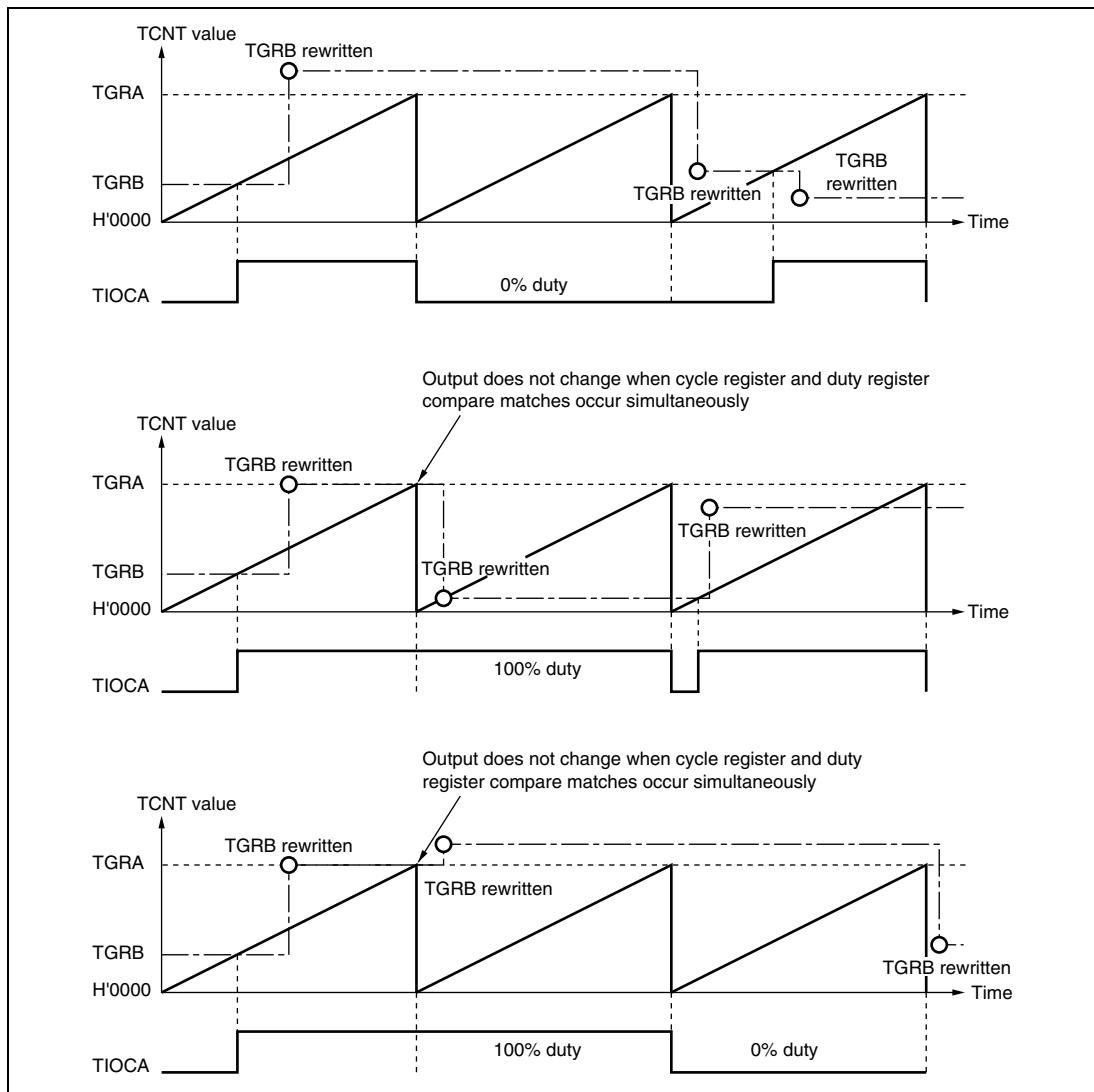 TCNT value
TGRB rewritten
TGRA
TGRB
rewritten
TGRB
TGRB rewritten
H'0000
Time
TIOCA
0% duty
Output does not change when cycle register and duty register
compare matches occur simultaneously
TCNT value
TGRB rewritten
TGRA
TGRB rewritten
TGRB
TGRB rewritten
H'0000
Time
TIOCA
100% duty
Output does not change when cycle register and duty
register compare matches occur simultaneously
TCNT value
TGRB rewritten
TGRA
TGRB rewritten
TGRB
TGRB rewritten
H'0000
Time
TIOCA
100% duty
0% duty